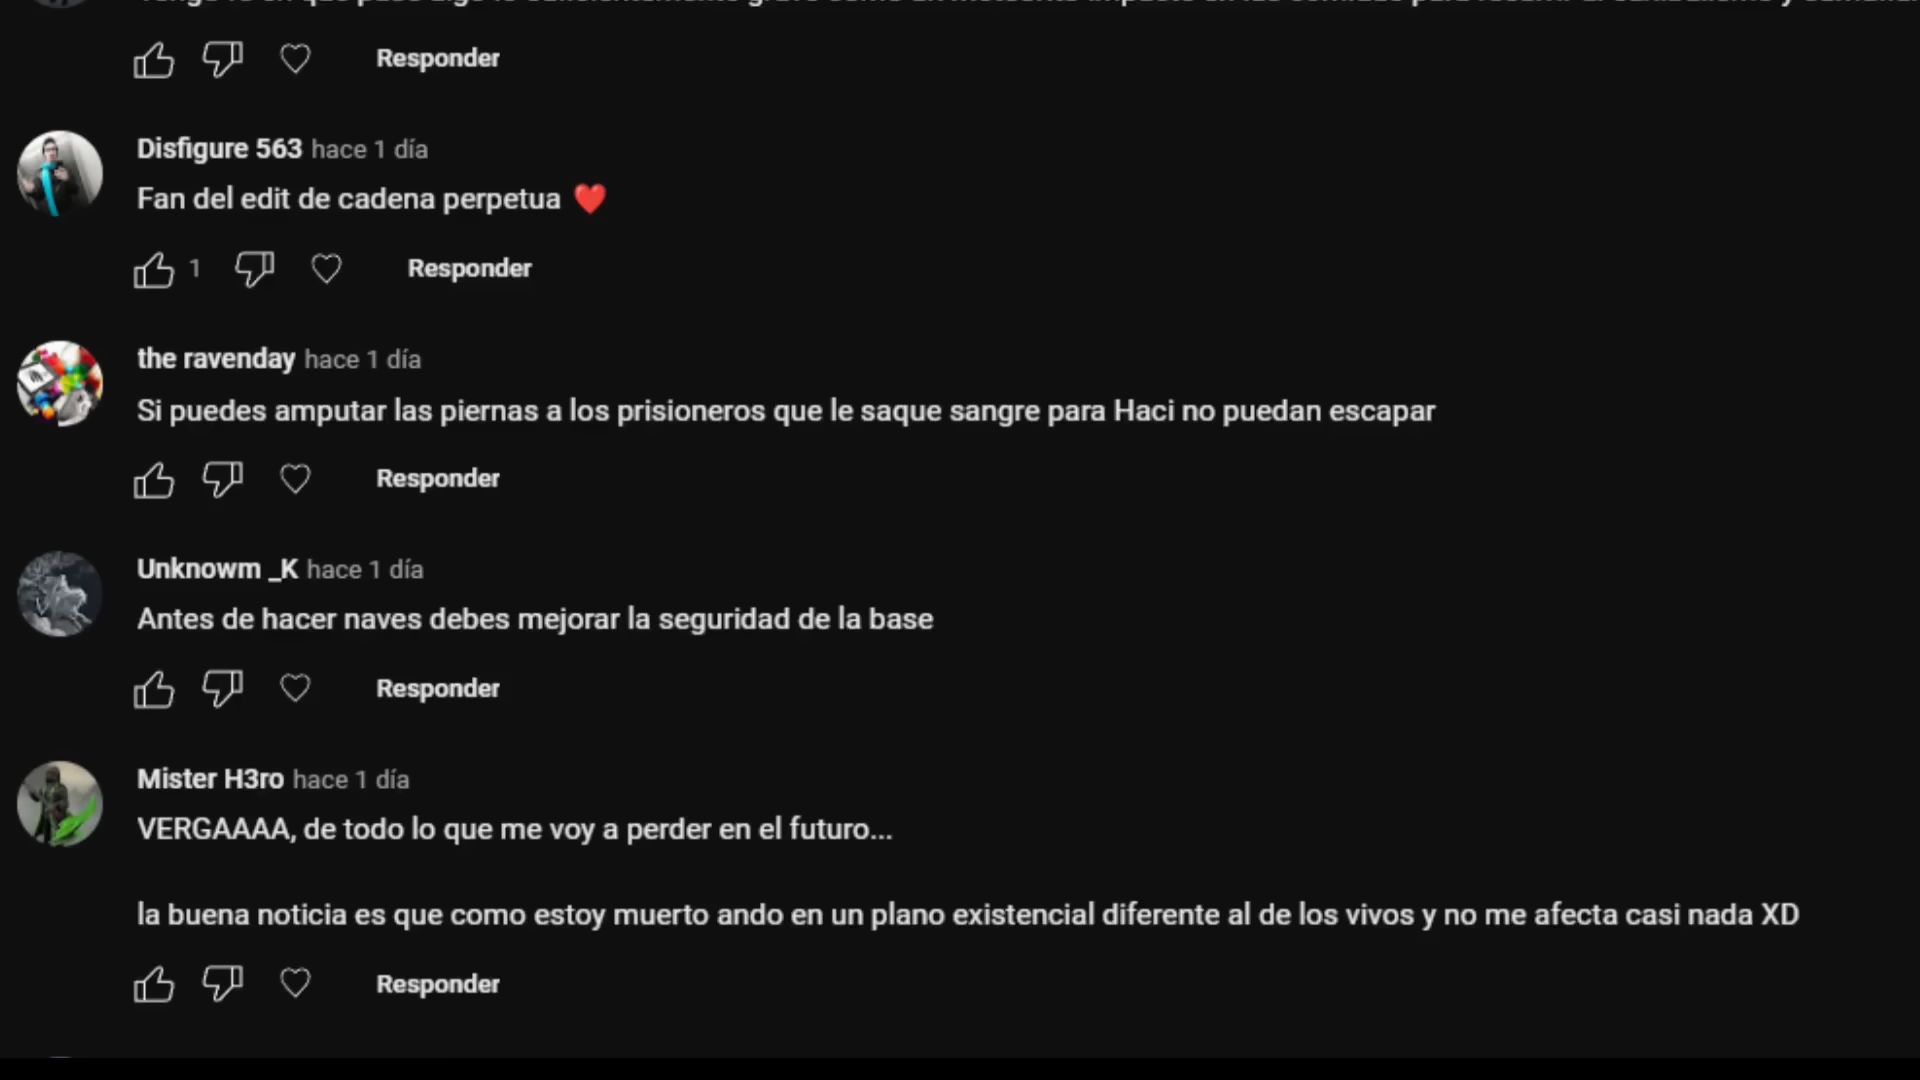 Responder
Disfigure 563 hace 1 día
Fan del edit de cadena perpetua ❤️
1 Responder
the ravenday hace 1 día
Si puedes amputar las piernas a los prisioneros que le saque sangre para Haci no puedan escapar
Responder
Unknowm _K hace 1 día
Antes de hacer naves debes mejorar la seguridad de la base
Responder
Mister H3ro hace 1 día
VERGAAAA, de todo lo que me voy a perder en el futuro...
la buena noticia es que como estoy muerto ando en un plano existencial diferente al de los vivos y no me afecta casi nada XD
Responder